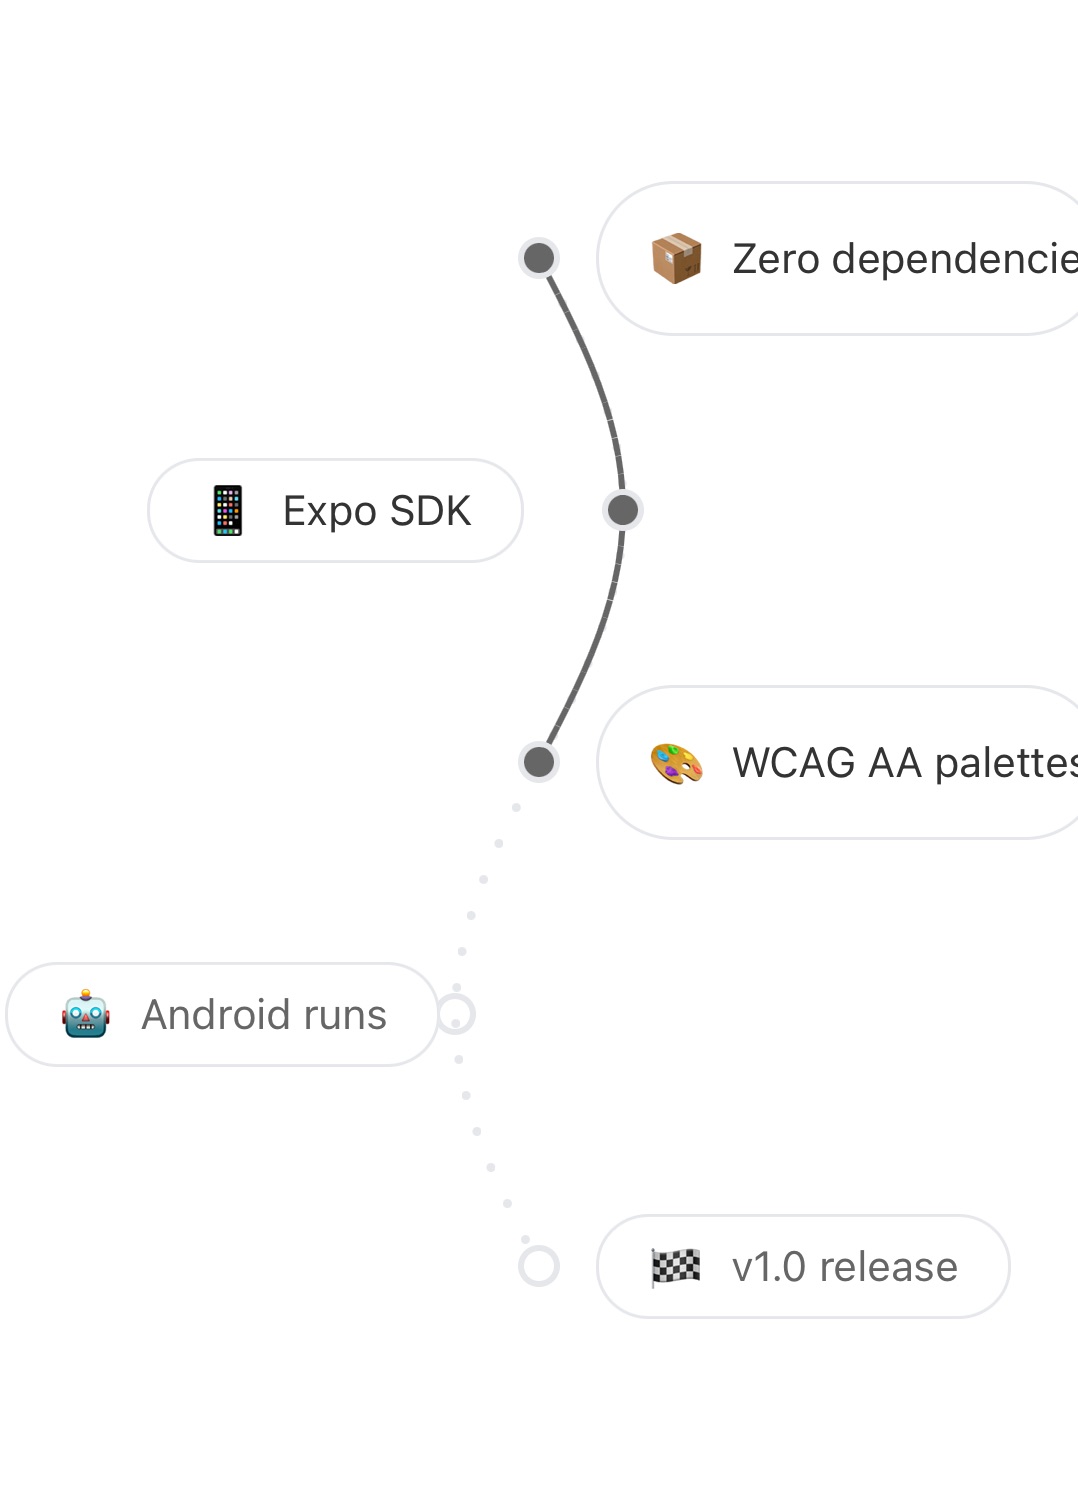 Zero dependencie
Expo SDK
WCAG AA palettes
Android runs
v1.0 release